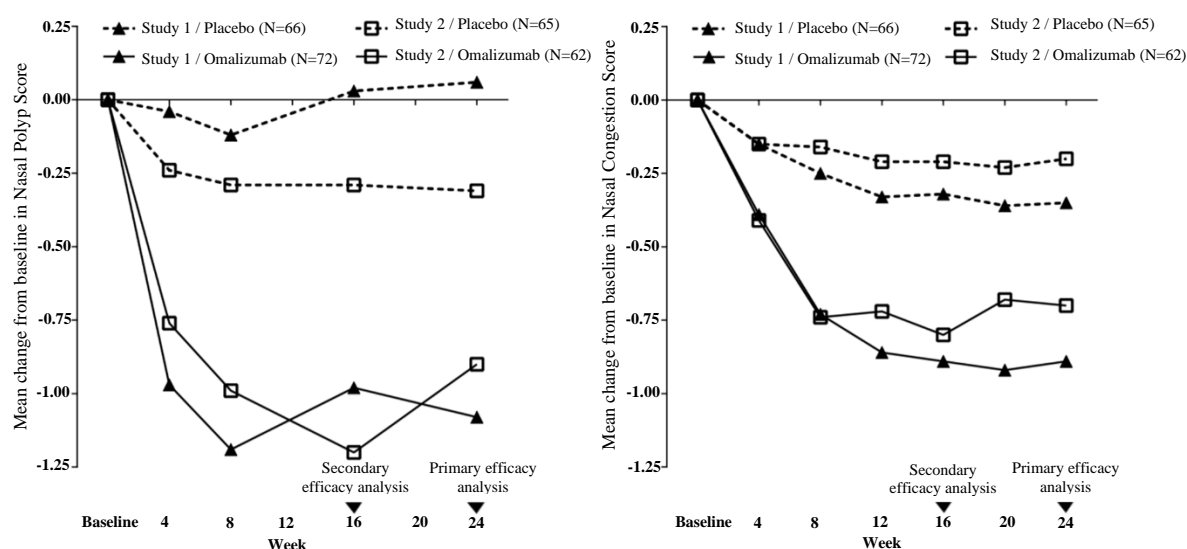 Study 1 / Placebo (N=66)
Study 2 / Placebo (N=65)
Study 1 / Omalizumab (N=72)
Study 2 / Omalizumab (N=62)
Mean change from baseline in Nasal Polyp Score
0.25
0.00
-0.25
-0.50
-0.75
-1.00
-1.25
Secondary
efficacy analysis
Primary efficacy
analysis
Baseline 4 8 12 16 20 24
Week
Study 1 / Placebo (N=66)
Study 2 / Placebo (N=65)
Study 1 / Omalizumab (N=72)
Study 2 / Omalizumab (N=62)
Mean change from baseline in Nasal Congestion Score
0.25
0.00
-0.25
-0.50
-0.75
-1.00
-1.25
Secondary
efficacy analysis
Primary efficacy
analysis
Baseline 4 8 12 16 20 24
Week